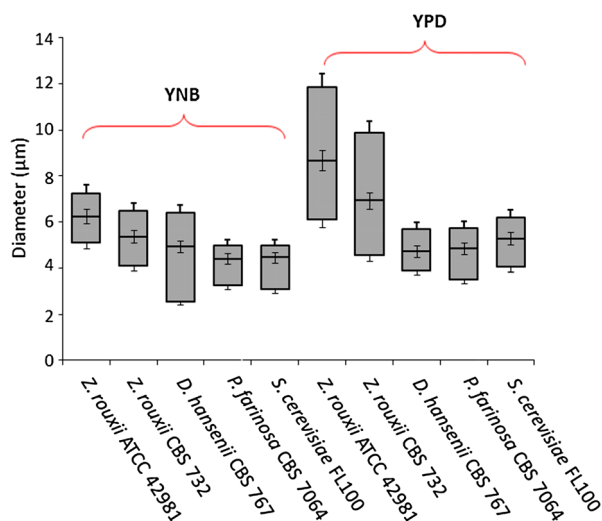 YPD
YNB
Diameter (μm)
14
12
10
8
6
4
2
0
Z. rouxii ATCC 42981
Z. rouxii CBS 732
D. hansenii CBS 767
P. farinosa CBS 7064
S. cerevisiae FL100
Z. rouxii ATCC 42981
Z. rouxii CBS 732
D. hansenii CBS 767
P. farinosa CBS 7064
S. cerevisiae FL100